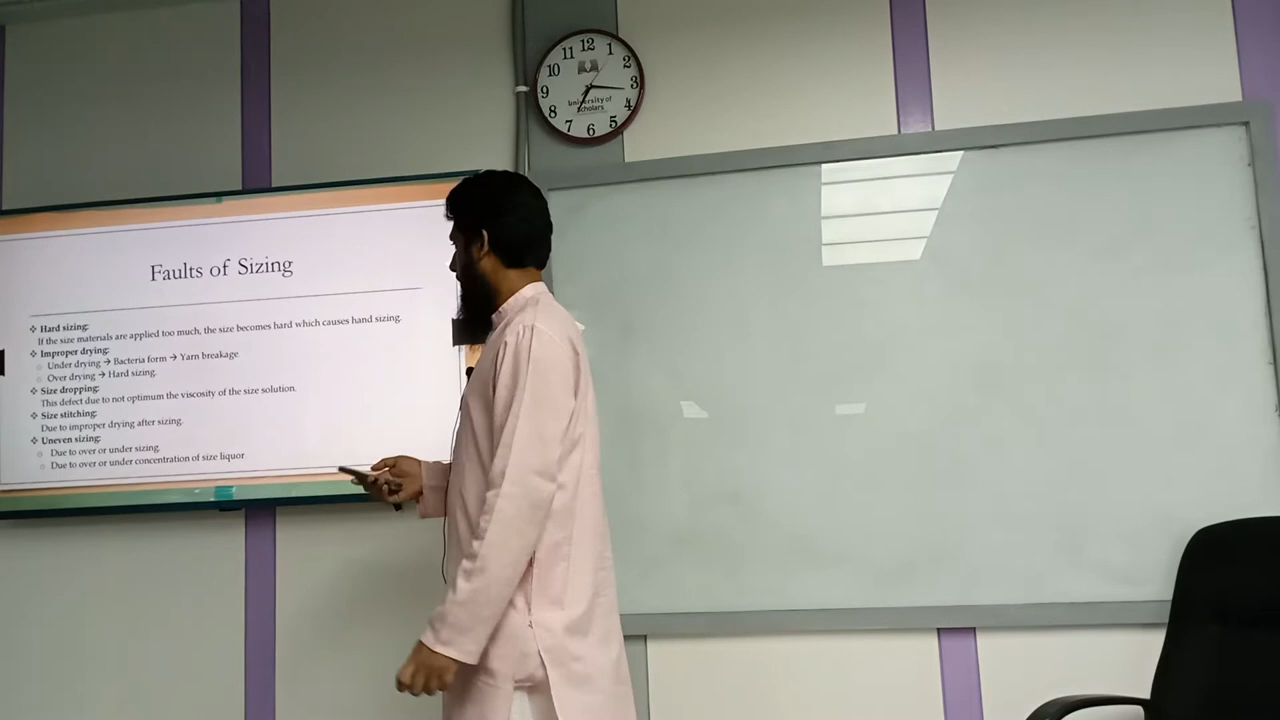 12
11
1
10
2
9
3
8
4
7
5
6
University of
Scholars
Faults of Sizing
❖ Hard sizing:
If the size materials are applied too much, the size becomes hard which causes hand sizing.
❖ Improper drying:
○ Under drying → Bacteria form → Yarn breakage
○ Over drying → Hard sizing.
❖ Size dropping:
This defect due to not optimum the viscosity of the size solution.
❖ Size stitching:
Due to improper drying after sizing.
❖ Uneven sizing:
○ Due to over or under sizing.
○ Due to over or under concentration of size liquor